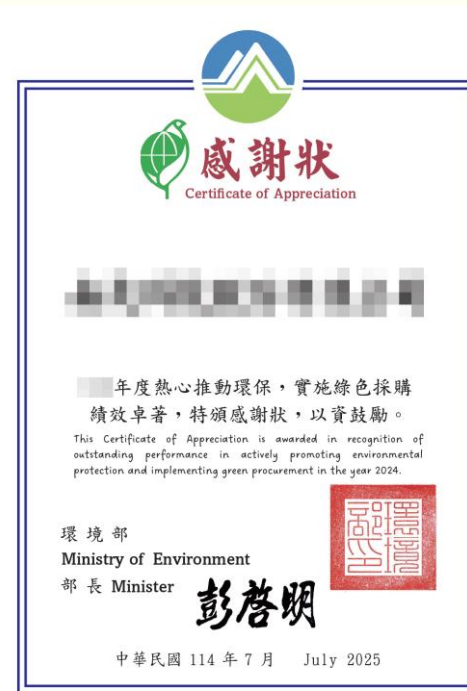 感謝狀
Certificate of Appreciation
年度熱心推動環保，實施綠色採購
績效卓著，特頒感謝狀，以資鼓勵。
This Certificate of Appreciation is awarded in recognition of
outstanding performance in actively promoting environmental
protection and implementing green procurement in the year 2024.
環境部
Ministry of Environment
部長 Minister 彭啓明
環境部印
中華民國 114 年 7 月 July 2025